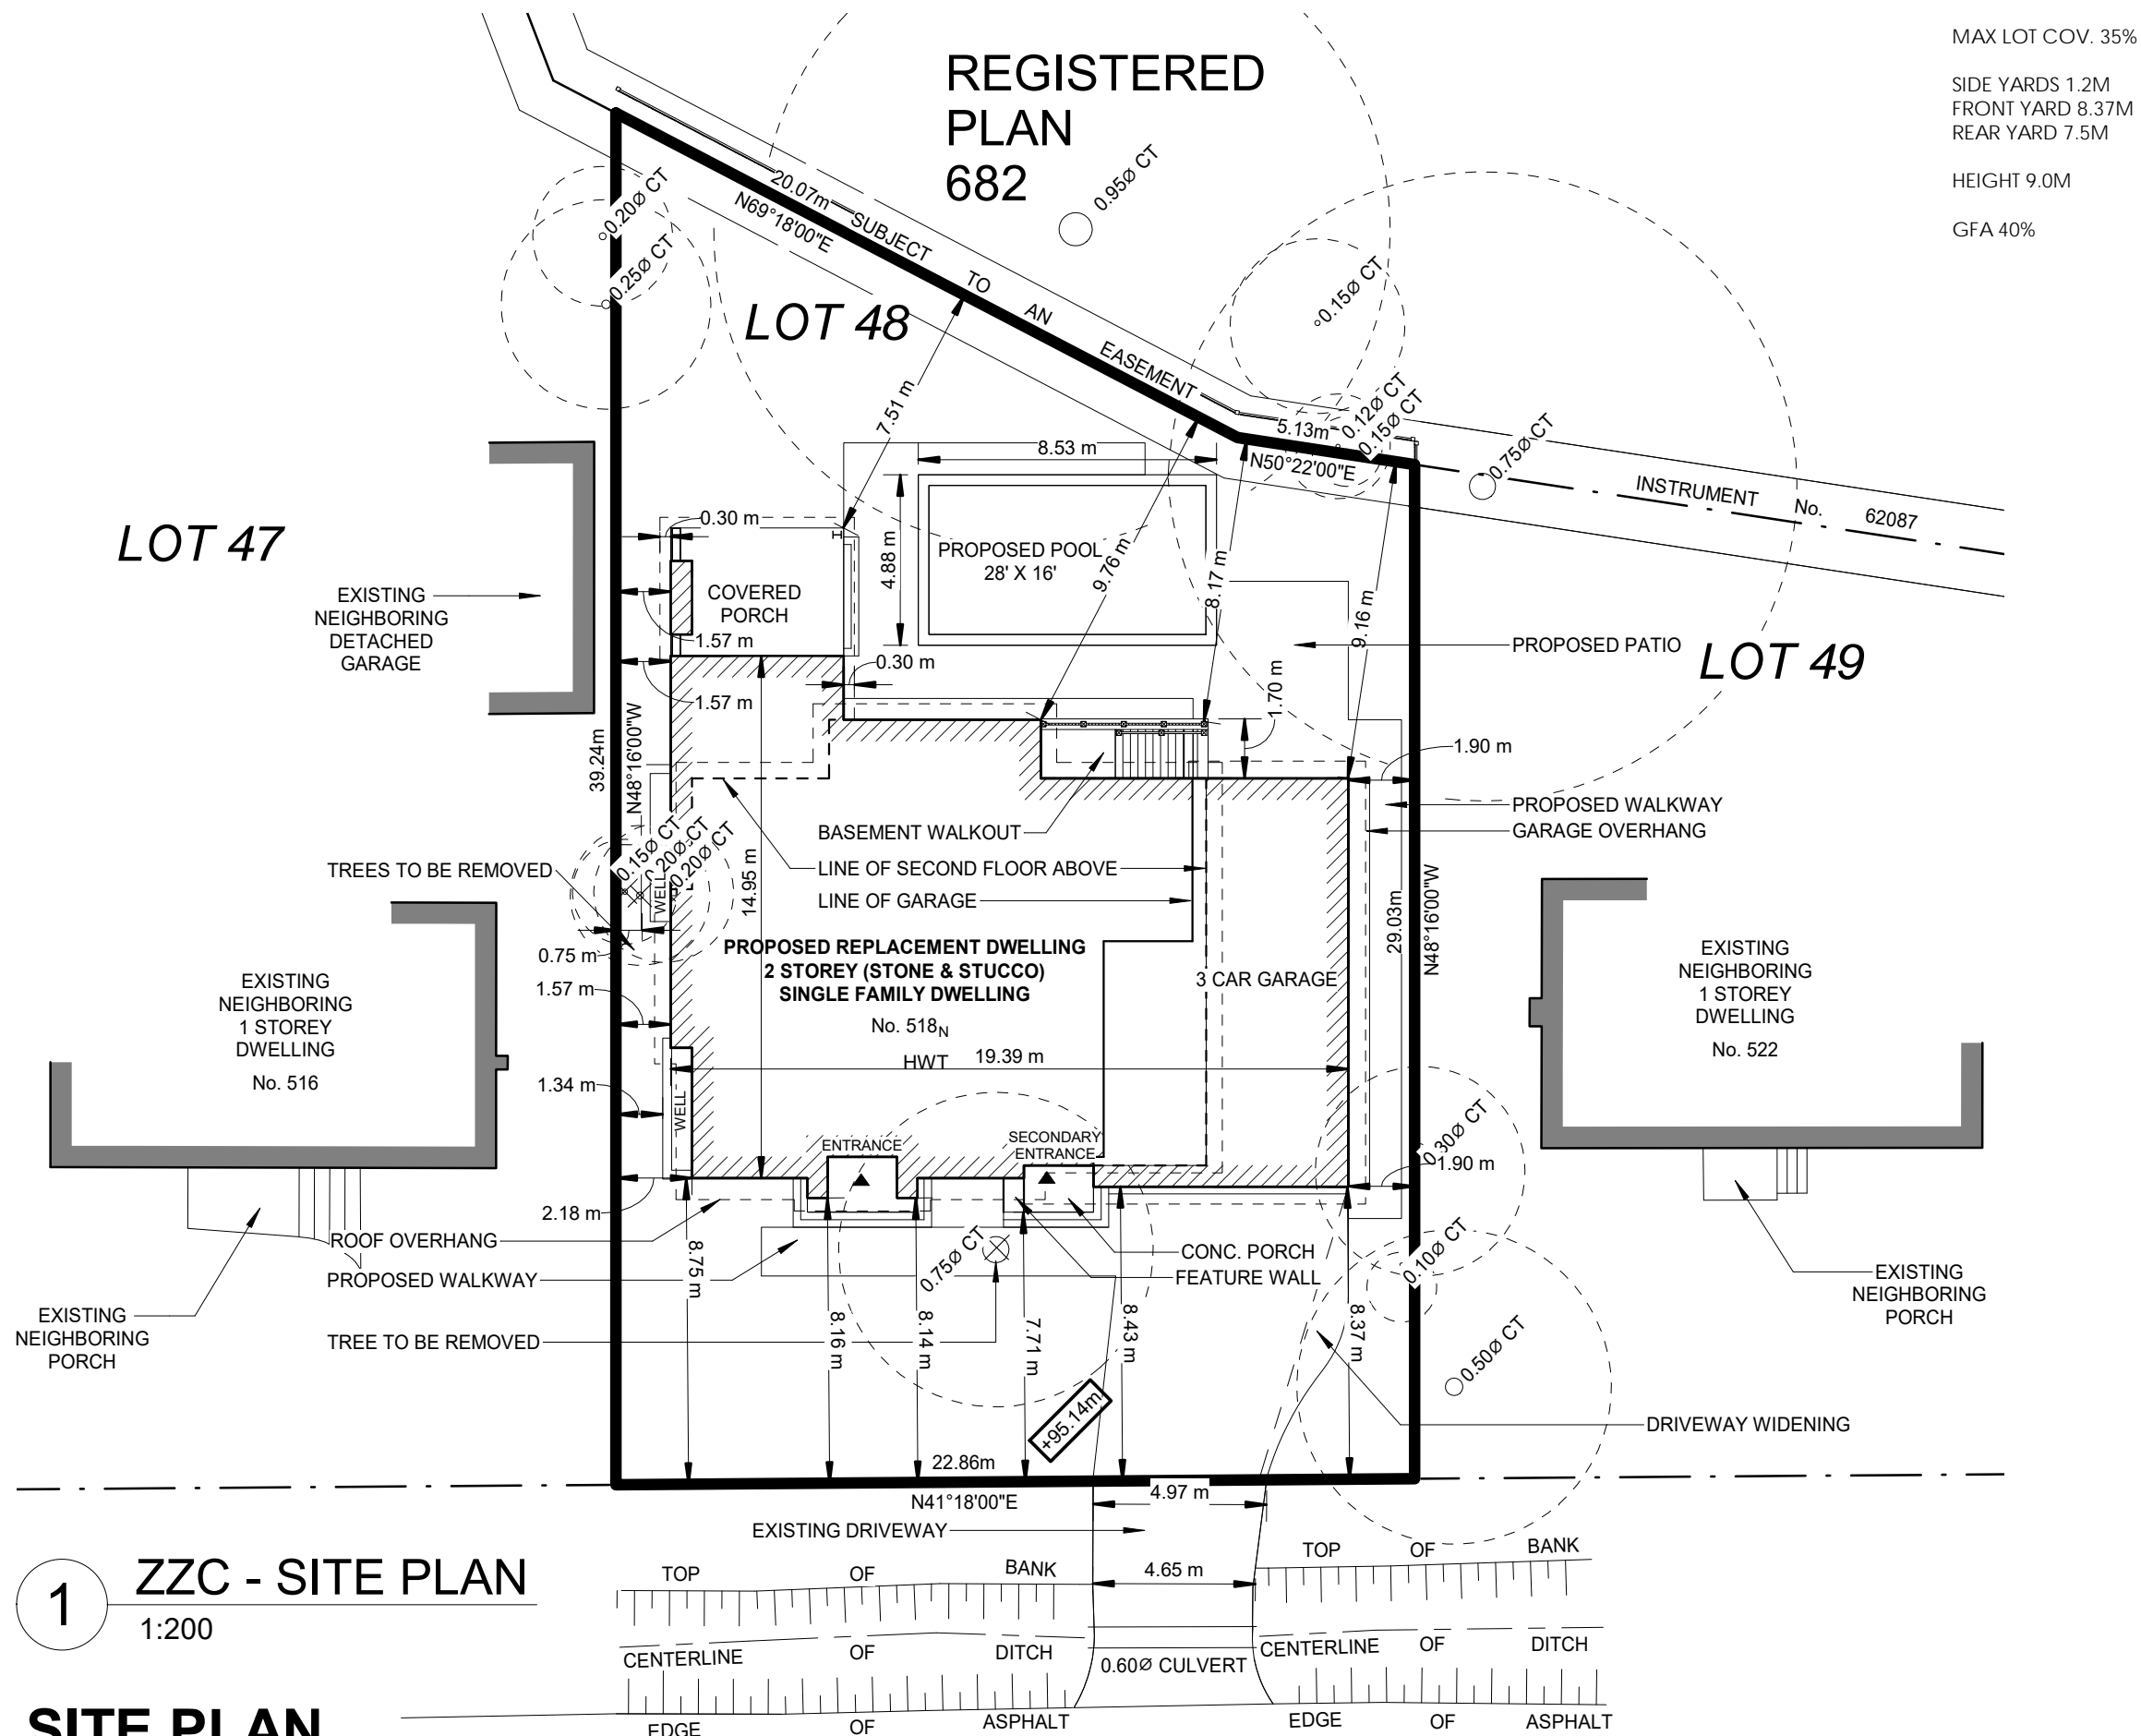 MAX LOT COV. 35%
SIDE YARDS 1.2M
FRONT YARD 8.37M
REAR YARD 7.5M
HEIGHT 9.0M
GFA 40%
REGISTERED
PLAN
682
0.95Ø CT
0.20Ø CT
0.25Ø CT
20.07m
N69°18'00"E
SUBJECT TO AN EASEMENT
LOT 48
0.15Ø CT
0.12Ø CT
0.15Ø CT
5.13m
N50°22'00"E
0.75Ø CT
INSTRUMENT No. 62087
7.51 m
8.53 m
LOT 47
0.30 m
4.88 m
PROPOSED POOL
28' X 16'
9.76 m
8.17 m
9.16 m
EXISTING
NEIGHBORING
DETACHED
GARAGE
COVERED
PORCH
1.57 m
0.30 m
1.57 m
1.70 m
PROPOSED PATIO
LOT 49
39.24m
N48°16'00"W
1.90 m
PROPOSED WALKWAY
GARAGE OVERHANG
BASEMENT WALKOUT
LINE OF SECOND FLOOR ABOVE
LINE OF GARAGE
0.15Ø CT
0.20Ø CT
0.20Ø CT
WELL
TREES TO BE REMOVED
14.95 m
29.03m
N48°16'00"W
0.75 m
PROPOSED REPLACEMENT DWELLING
2 STOREY (STONE & STUCCO)
SINGLE FAMILY DWELLING
No. 518N
3 CAR GARAGE
EXISTING
NEIGHBORING
1 STOREY
DWELLING
No. 516
EXISTING
NEIGHBORING
1 STOREY
DWELLING
No. 522
1.57 m
HWT
19.39 m
1.34 m
WELL
ENTRANCE
SECONDARY
ENTRANCE
0.30Ø CT
1.90 m
2.18 m
ROOF OVERHANG
PROPOSED WALKWAY
8.75 m
0.75Ø CT
CONC. PORCH
FEATURE WALL
0.10Ø CT
EXISTING
NEIGHBORING
PORCH
EXISTING
NEIGHBORING
PORCH
TREE TO BE REMOVED
8.16 m
8.14 m
7.71 m
8.43 m
8.37 m
0.50Ø CT
+95.14m
DRIVEWAY WIDENING
22.86m
N41°18'00"E
4.97 m
EXISTING DRIVEWAY
1
ZZC - SITE PLAN
1:200
TOP OF BANK
4.65 m
TOP OF BANK
CENTERLINE OF DITCH
0.60Ø CULVERT
CENTERLINE OF DITCH
SITE PLAN
EDGE OF ASPHALT
EDGE OF ASPHALT